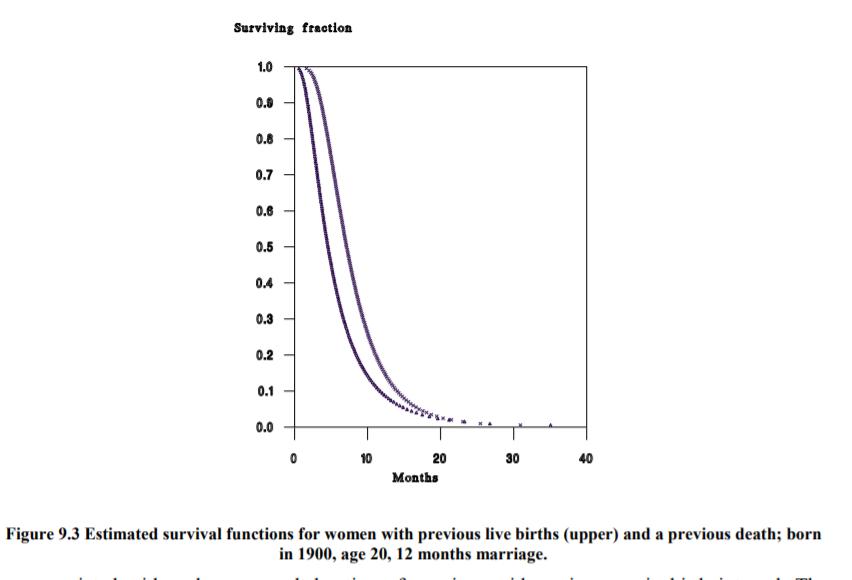 Surviving fraction
1.0
0.9
0.8
0.7
0.6
0.5
0.4
0.3
0.2
0.1
0.0
0 10 20 30 40
Months
Figure 9.3 Estimated survival functions for women with previous live births (upper) and a previous death; born
in 1900, age 20, 12 months marriage.